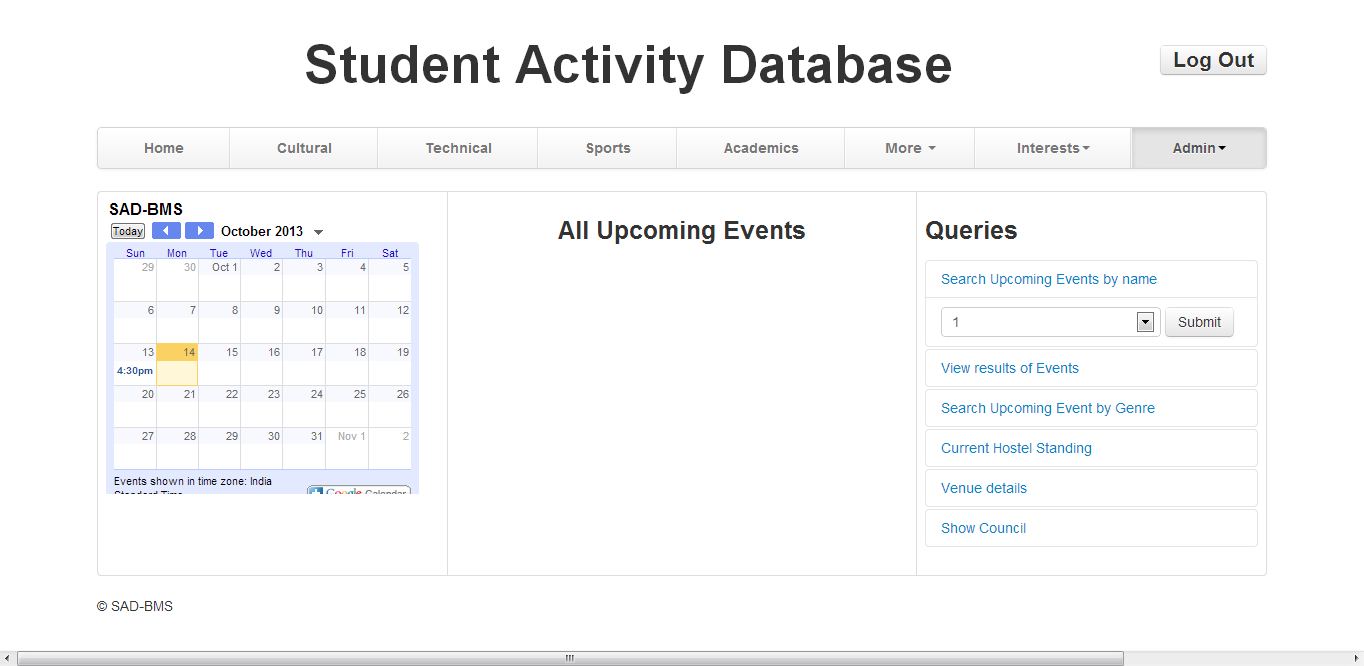 Student Activity Database
Log Out
Home Cultural Technical Sports Academics More Interests Admin
SAD-BMS
Today October 2013
Sun Mon Tue Wed Thu Fri Sat
29 30 Oct 1 2 3 4 5
6 7 8 9 10 11 12
13 14 15 16 17 18 19
4:30pm
20 21 22 23 24 25 26
27 28 29 30 31 Nov 1 2
Events shown in time zone: India
Standard Time
Google Calendar
All Upcoming Events
Queries
Search Upcoming Events by name
1 Submit
View results of Events
Search Upcoming Event by Genre
Current Hostel Standing
Venue details
Show Council
© SAD-BMS